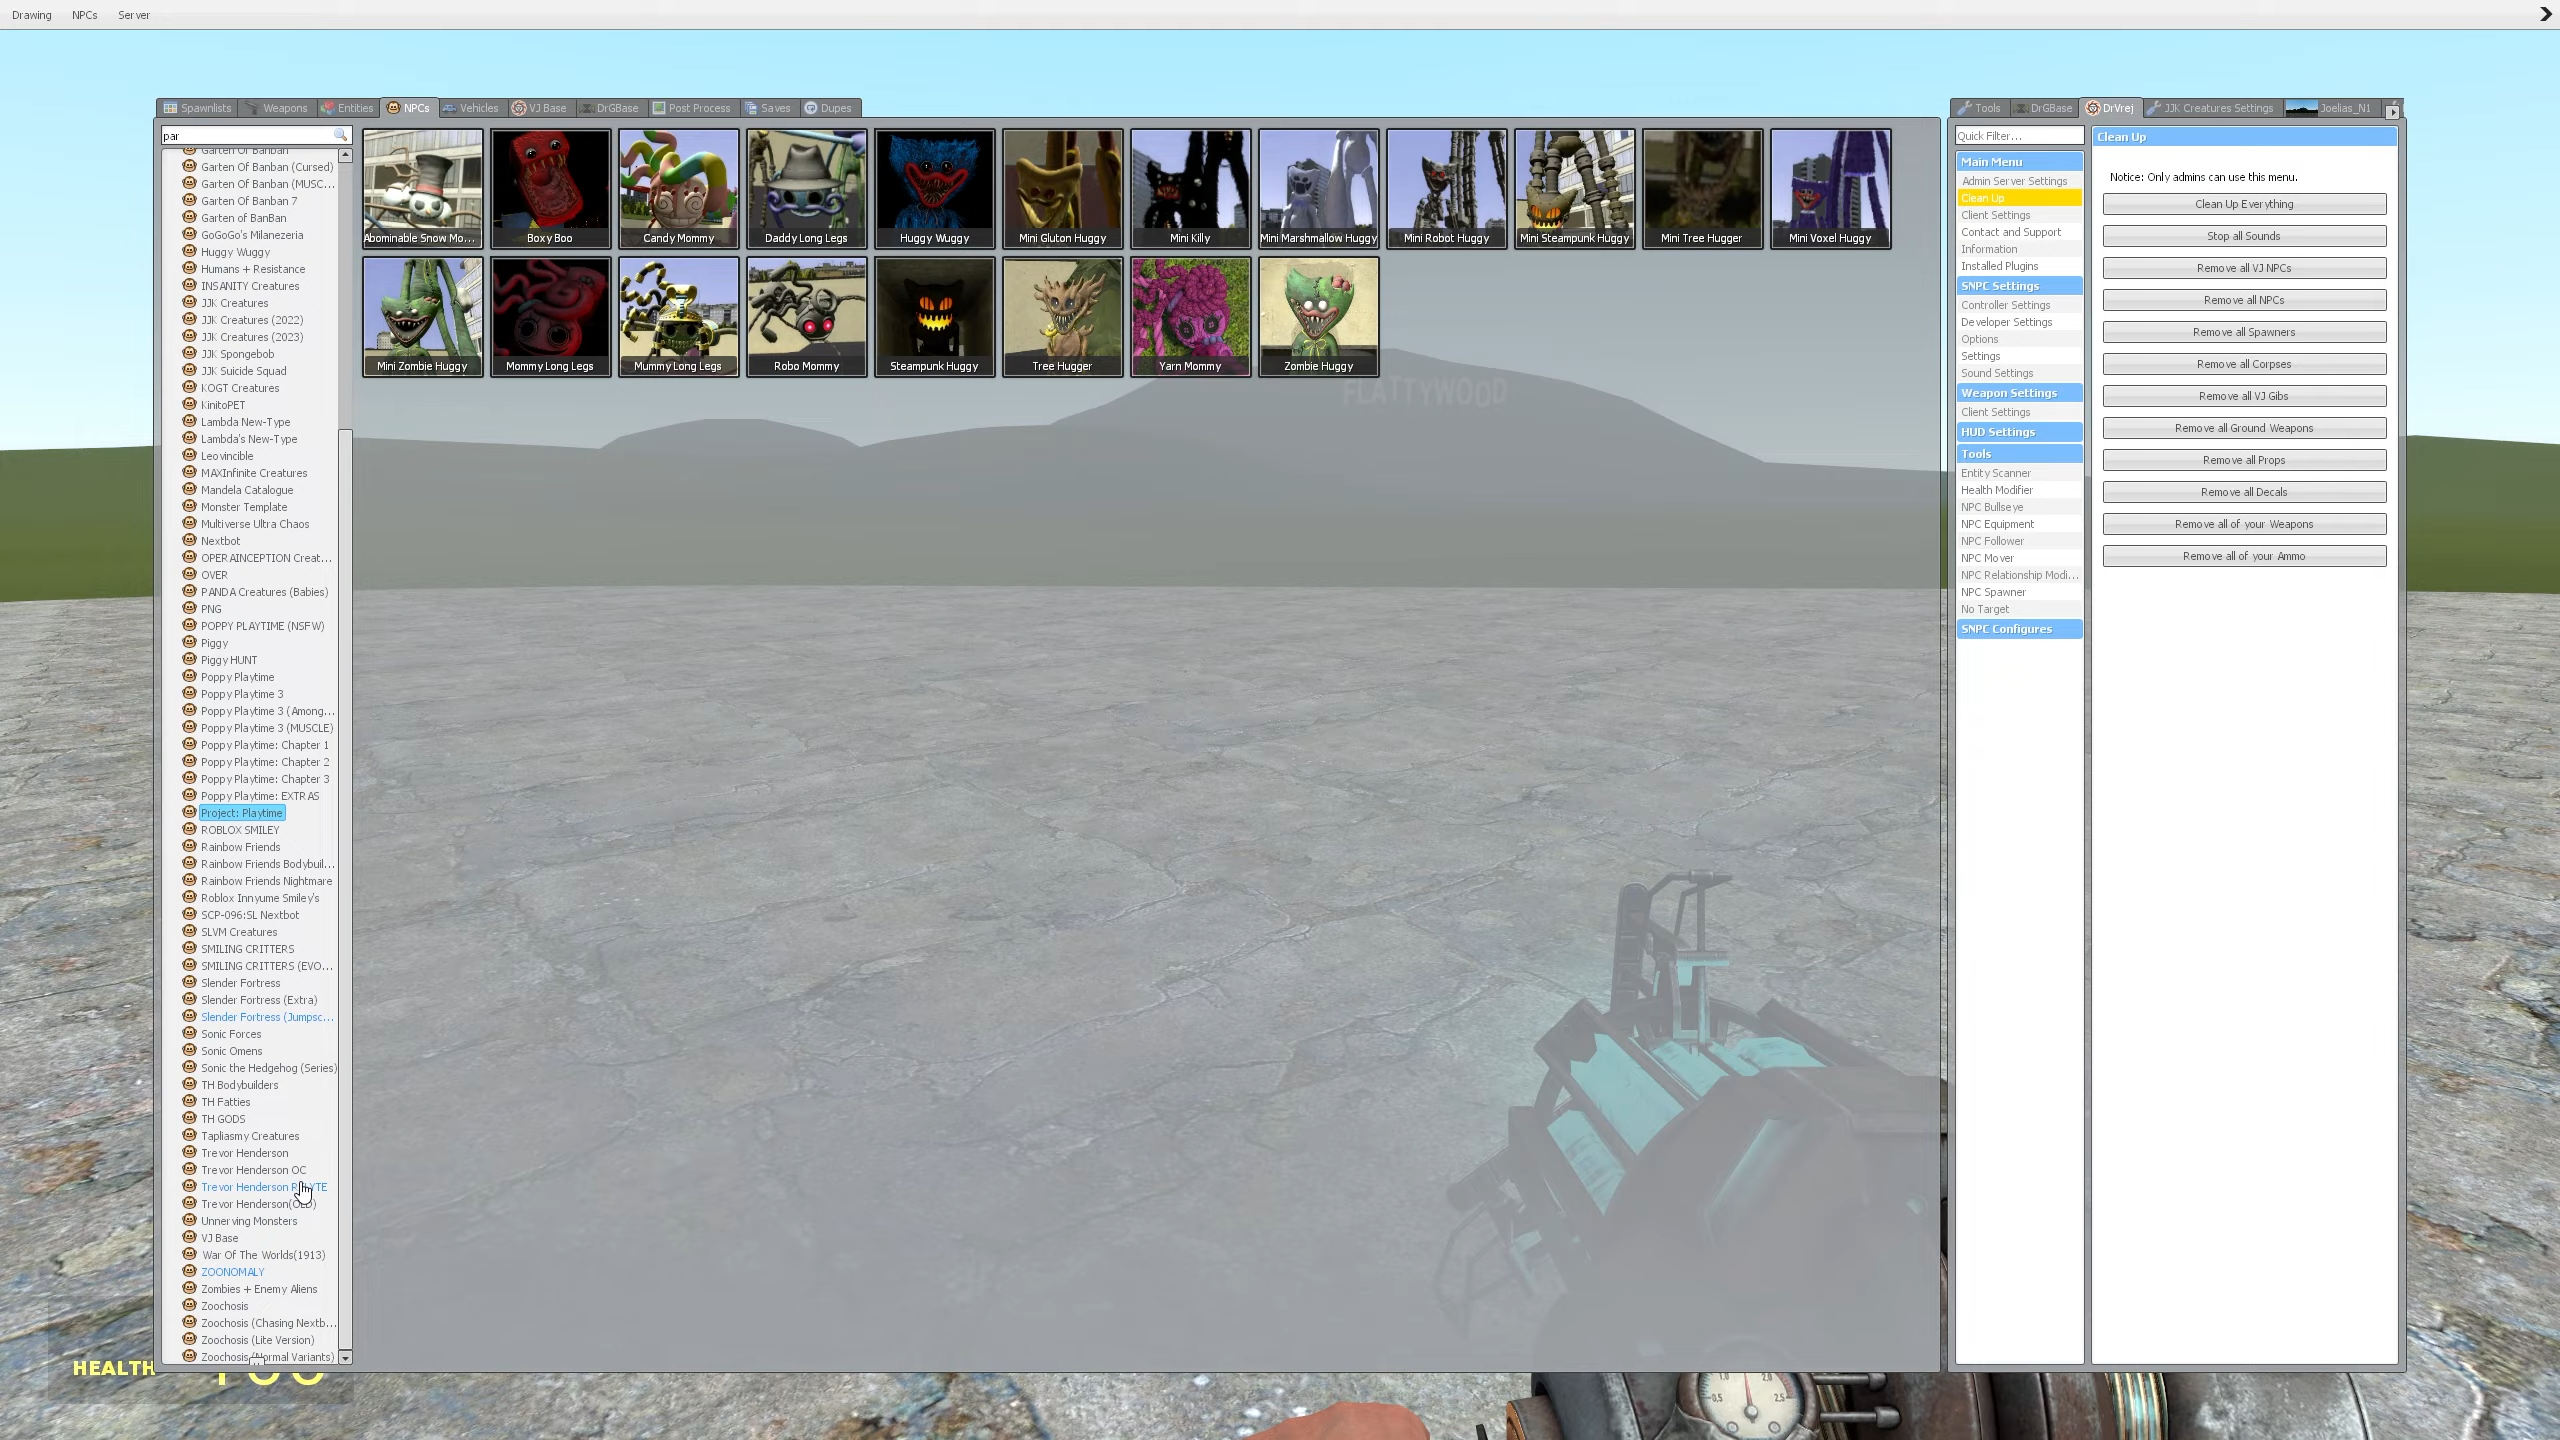 Drawing NPCs Server
Spawnlists Weapons Entities NPCs Vehicles VJ Base DrGBase Post Process Saves Dupes
par
Garten Of Banban
Garten Of Banban (Cursed)
Garten Of Banban (MUSC...
Garten Of Banban 7
Garten of BanBan
GoGoGo's Milanezeria
Huggy Wuggy
Humans + Resistance
INSANITY Creatures
JJK Creatures
JJK Creatures (2022)
JJK Creatures (2023)
JJK Spongebob
JJK Suicide Squad
KOGT Creatures
KinitoPET
Lambda New-Type
Lambda's New-Type
Leovincible
MAXInfinite Creatures
Mandela Catalogue
Monster Template
Multiverse Ultra Chaos
Nextbot
OPERAINCEPTION Creat...
OVER
PANDA Creatures (Babies)
PNG
POPPY PLAYTIME (NSFW)
Piggy
Piggy HUNT
Poppy Playtime
Poppy Playtime 3
Poppy Playtime 3 (Among...
Poppy Playtime 3 (MUSCLE)
Poppy Playtime: Chapter 1
Poppy Playtime: Chapter 2
Poppy Playtime: Chapter 3
Poppy Playtime: EXTRAS
Project: Playtime
ROBLOX SMILEY
Rainbow Friends
Rainbow Friends Bodybuil...
Rainbow Friends Nightmare
Roblox Innyume Smiley's
SCP-096:SL Nextbot
SLVM Creatures
SMILING CRITTERS
SMILING CRITTERS (EVO...
Slender Fortress
Slender Fortress (Extra)
Slender Fortress (Jumpsc...
Sonic Forces
Sonic Omens
Sonic the Hedgehog (Series)
TH Bodybuilders
TH Fatties
TH GODS
Tapliasmy Creatures
Trevor Henderson
Trevor Henderson OC
Trevor Henderson
Trevor Henderson(OLD)
Unnerving Monsters
VJ Base
War Of The Worlds(1913)
ZOONOMALY
Zombies + Enemy Aliens
Zoochosis
Zoochosis (Chasing Nextb...
Zoochosis (Lite Version)
Zoochosis (Normal Variants)
Abominable Snow Mo... Boxy Boo Candy Mommy Daddy Long Legs Huggy Wuggy Mini Gluton Huggy Mini Killy Mini Marshmallow Huggy Mini Robot Huggy Mini Steampunk Huggy Mini Tree Hugger Mini Voxel Huggy
Mini Zombie Huggy Mommy Long Legs Mummy Long Legs Robo Mommy Steampunk Huggy Tree Hugger Yarn Mommy Zombie Huggy
FLATTYWOOD
Tools DrGBase DrVrej JJK Creatures Settings Joelias_N1
Quick Filter...
Main Menu
Admin Server Settings
Clean Up
Client Settings
Contact and Support
Information
Installed Plugins
SNPC Settings
Controller Settings
Developer Settings
Options
Settings
Sound Settings
Weapon Settings
Client Settings
HUD Settings
Tools
Entity Scanner
Health Modifier
NPC Bullseye
NPC Equipment
NPC Follower
NPC Mover
NPC Relationship Modi...
NPC Spawner
No Target
SNPC Configures
Clean Up
Notice: Only admins can use this menu.
Clean Up Everything
Stop all Sounds
Remove all VJ NPCs
Remove all NPCs
Remove all Spawners
Remove all Corpses
Remove all VJ Gibs
Remove all Ground Weapons
Remove all Props
Remove all Decals
Remove all of your Weapons
Remove all of your Ammo
HEALTH 100
1.0 2.0
0.5 2.5